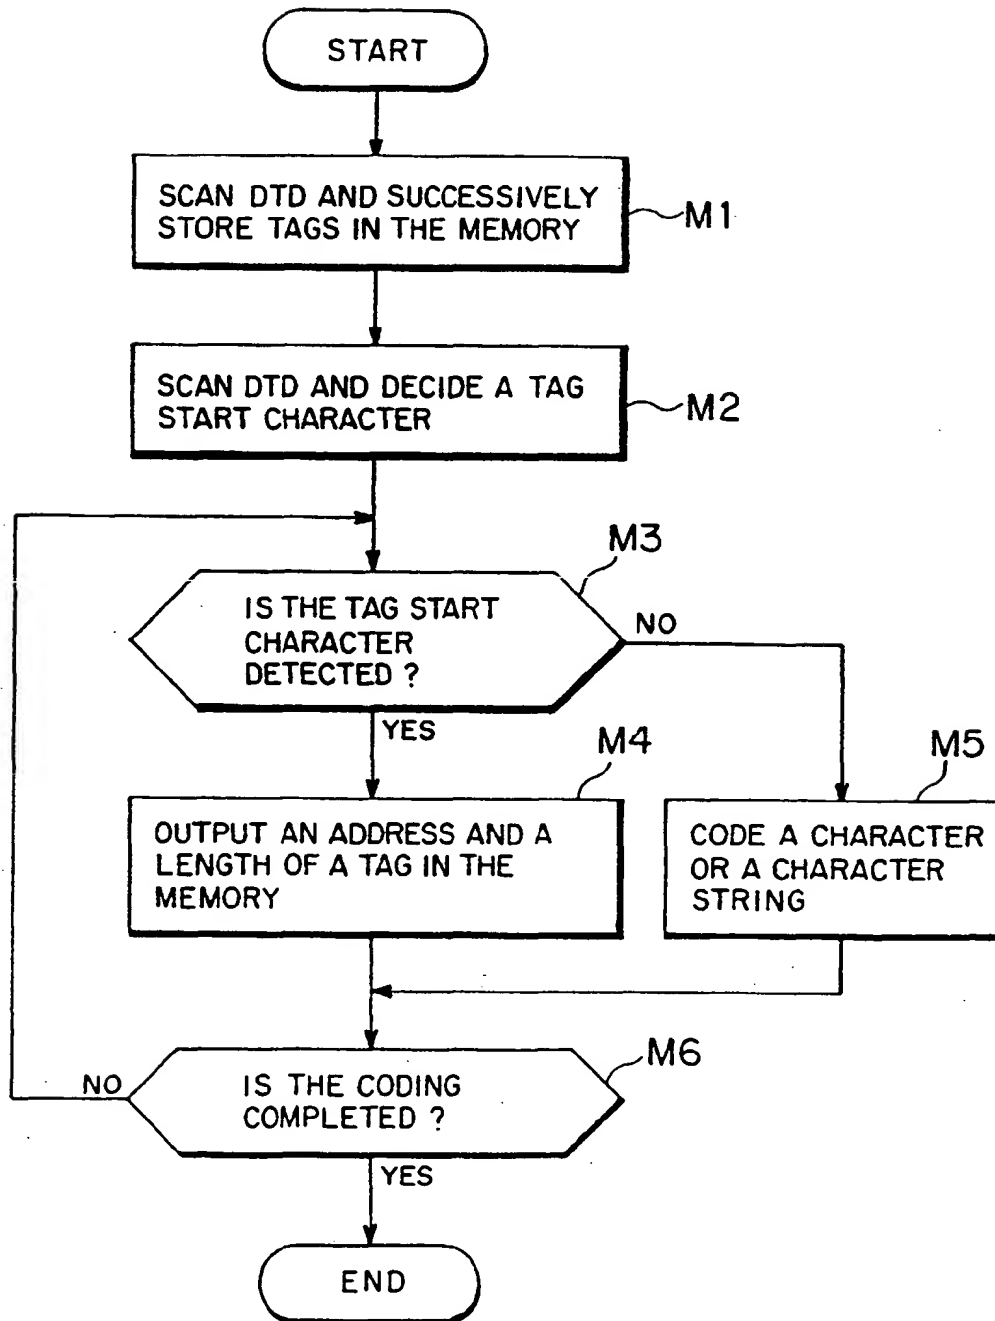 START
SCAN DTD AND SUCCESSIVELY
STORE TAGS IN THE MEMORY
M1
SCAN DTD AND DECIDE A TAG
START CHARACTER
M2
M3
IS THE TAG START
CHARACTER
DETECTED ?
NO
YES
M4
OUTPUT AN ADDRESS AND A
LENGTH OF A TAG IN THE
MEMORY
M5
CODE A CHARACTER
OR A CHARACTER
STRING
M6
IS THE CODING
COMPLETED ?
NO
YES
END